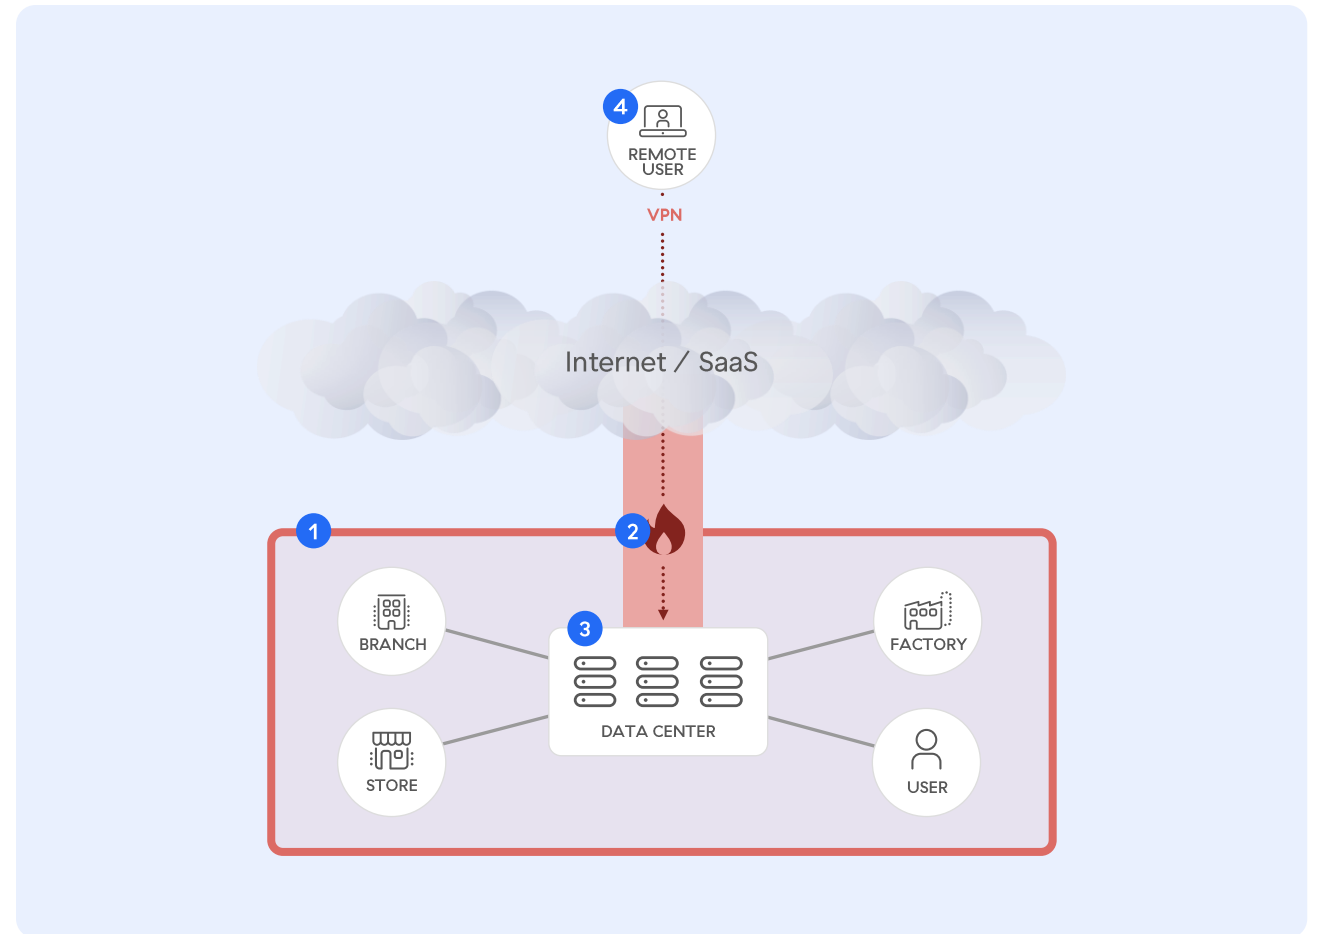 4
REMOTE
USER
VPN
Internet / SaaS
1
2
3
BRANCH
FACTORY
DATA CENTER
STORE
USER